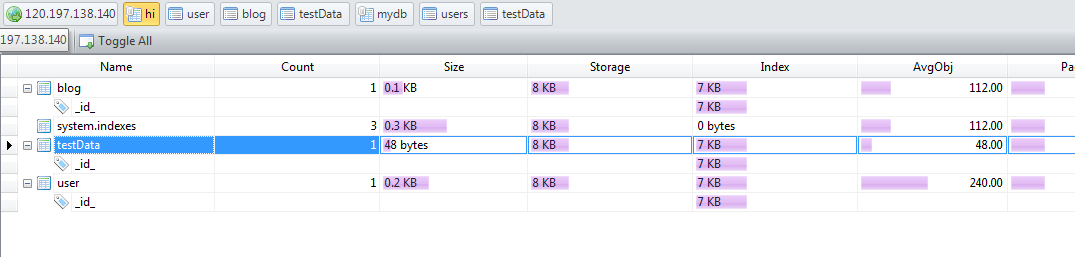 120.197.138.140 hi user blog testData mydb users testData
197.138.140 Toggle All
Name Count Size Storage Index AvgObj Pa
blog 1 0.1 KB 8 KB 7 KB 112.00
_id_ 7 KB
system.indexes 3 0.3 KB 8 KB 0 bytes 112.00
testData 1 48 bytes 8 KB 7 KB 48.00
_id_ 7 KB
user 1 0.2 KB 8 KB 7 KB 240.00
_id_ 7 KB